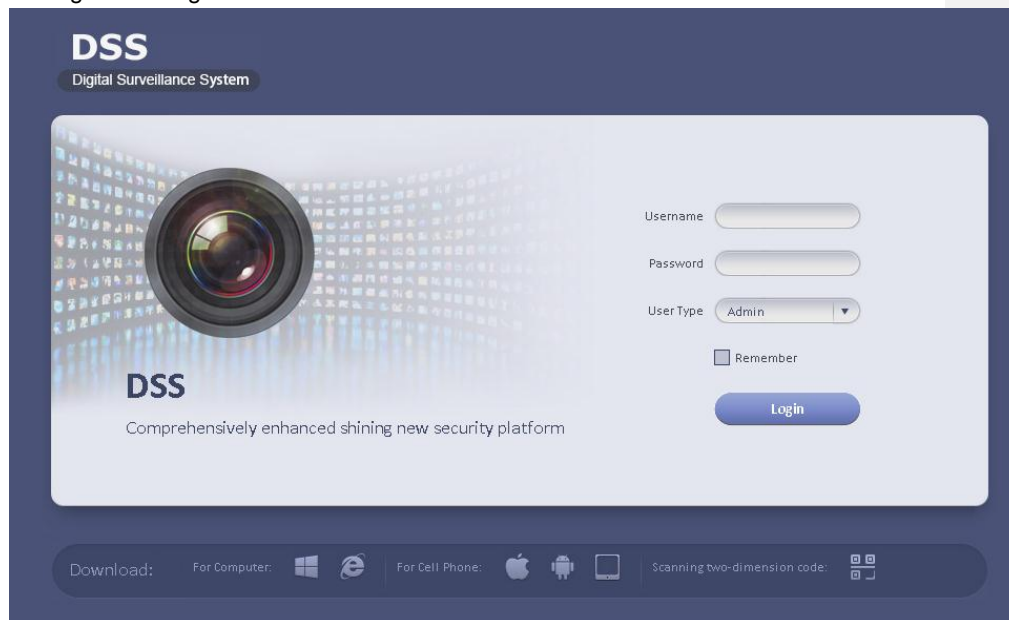 DSS
Digital Surveillance System
Username
Password
User Type Admin
Remember
DSS
Login
Comprehensively enhanced shining new security platform
Download: For Computer: For Cell Phone: Scanning two-dimension code: